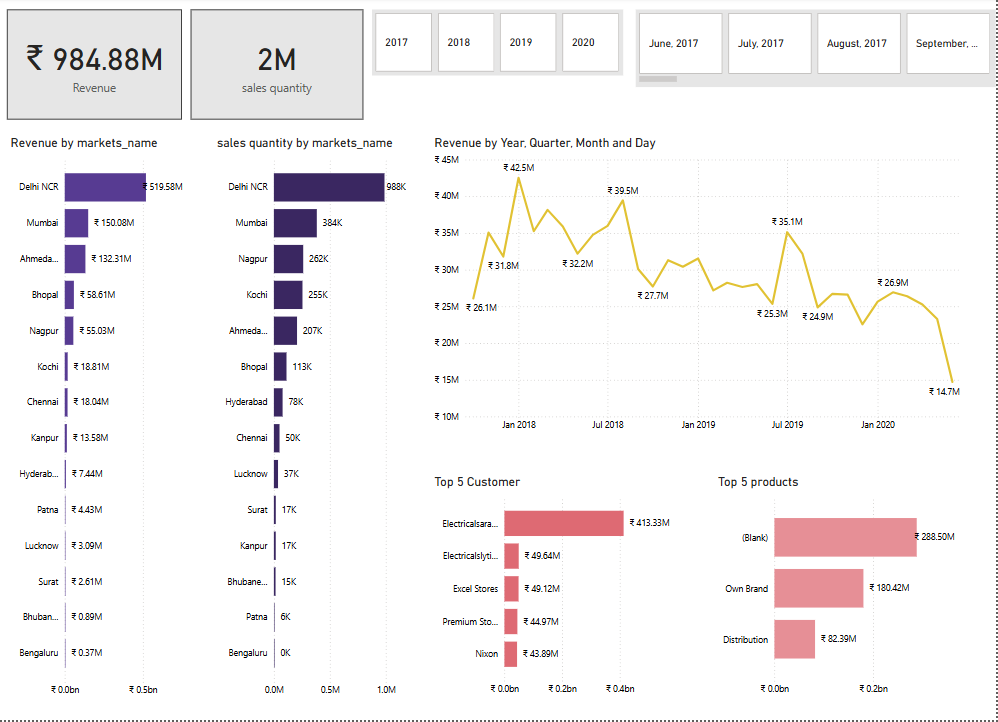 ₹ 984.88M
Revenue
2M
sales quantity
2017
2018
2019
2020
June, 2017
July, 2017
August, 2017
September, ...
Revenue by markets_name
Delhi NCR ₹ 519.58M
Mumbai ₹ 150.08M
Ahmeda... ₹ 132.31M
Bhopal ₹ 58.61M
Nagpur ₹ 55.03M
Kochi ₹ 18.81M
Chennai ₹ 18.04M
Kanpur ₹ 13.58M
Hyderab... ₹ 7.44M
Patna ₹ 4.43M
Lucknow ₹ 3.09M
Surat ₹ 2.61M
Bhuban... ₹ 0.89M
Bengaluru ₹ 0.37M
₹ 0.0bn ₹ 0.5bn
sales quantity by markets_name
Delhi NCR 988K
Mumbai 384K
Nagpur 262K
Kochi 255K
Ahmeda... 207K
Bhopal 113K
Hyderabad 78K
Chennai 50K
Lucknow 37K
Surat 17K
Kanpur 17K
Bhubane... 15K
Patna 6K
Bengaluru 0K
0.0M 0.5M 1.0M
Revenue by Year, Quarter, Month and Day
₹ 45M
₹ 40M
₹ 35M
₹ 30M
₹ 25M
₹ 20M
₹ 15M
₹ 10M
₹ 26.1M
₹ 31.8M
₹ 42.5M
₹ 32.2M
₹ 39.5M
₹ 27.7M
₹ 25.3M
₹ 35.1M
₹ 24.9M
₹ 26.9M
₹ 14.7M
Jan 2018 Jul 2018 Jan 2019 Jul 2019 Jan 2020
Top 5 Customer
Electricalsara... ₹ 413.33M
Electricalslyti... ₹ 49.64M
Excel Stores ₹ 49.12M
Premium Sto... ₹ 44.97M
Nixon ₹ 43.89M
₹ 0.0bn ₹ 0.2bn ₹ 0.4bn
Top 5 products
(Blank) ₹ 288.50M
Own Brand ₹ 180.42M
Distribution ₹ 82.39M
₹ 0.0bn ₹ 0.2bn